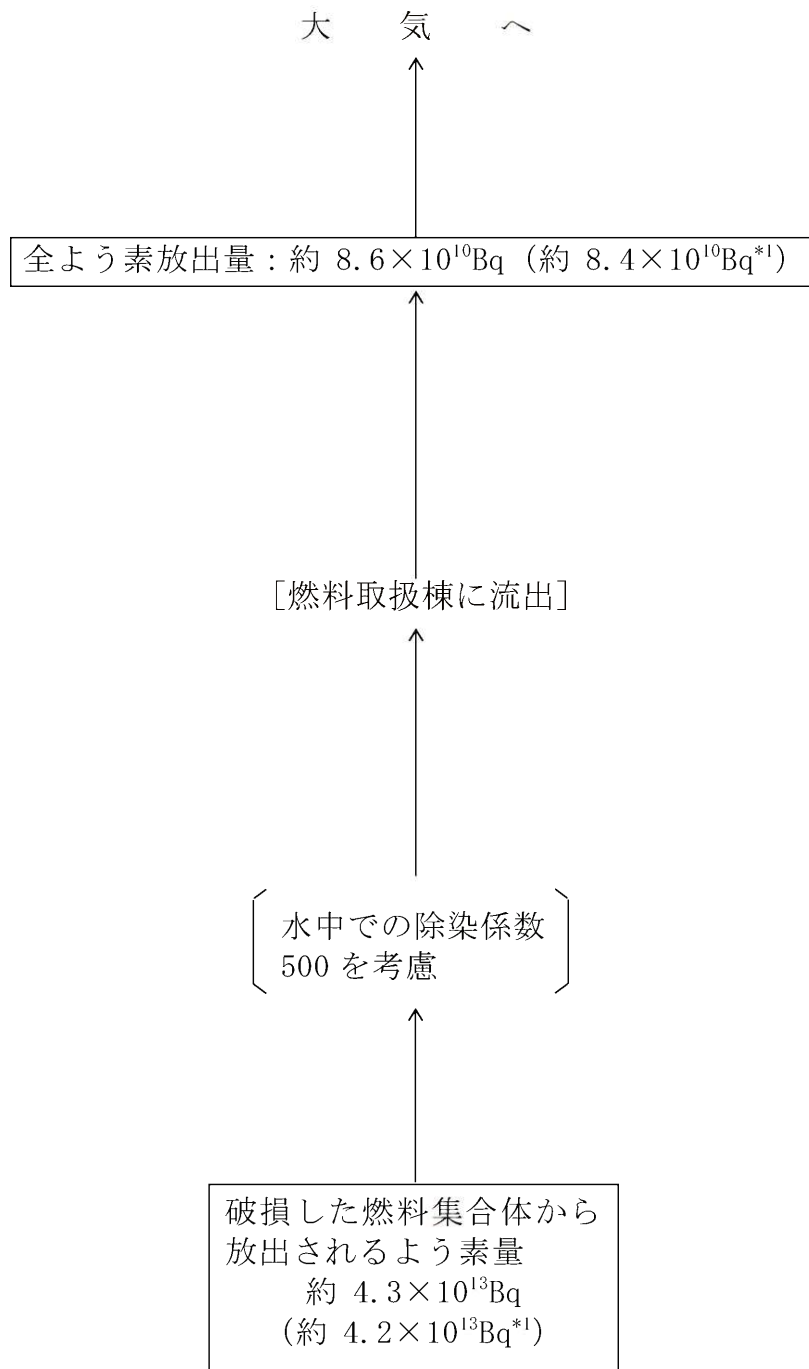 大気へ
全よう素放出量：約 8.6×10¹⁰Bq（約 8.4×10¹⁰Bq*¹）
［燃料取扱棟に流出］
水中での除染係数
500 を考慮
破損した燃料集合体から
放出されるよう素量
約 4.3×10¹³Bq
（約 4.2×10¹³Bq*¹）